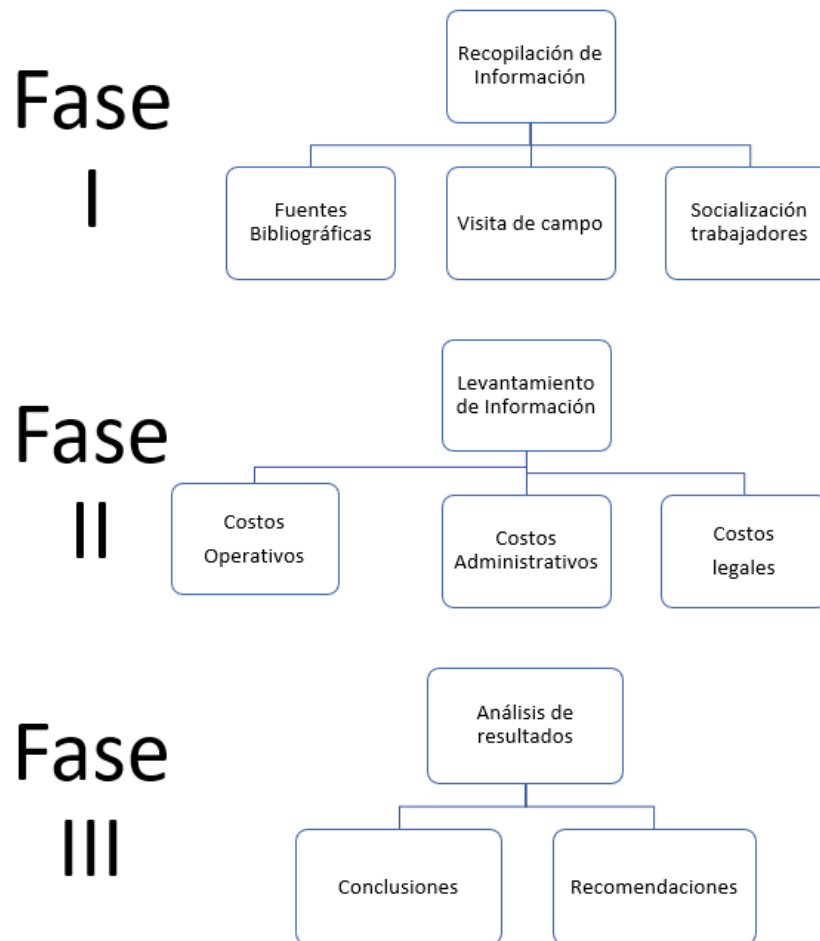 Fase
I
Recopilación de
Información
Fuentes
Bibliográficas
Visita de campo
Socialización
trabajadores
Fase
II
Levantamiento
de Información
Costos
Operativos
Costos
Administrativos
Costos
legales
Fase
III
Análisis de
resultados
Conclusiones
Recomendaciones